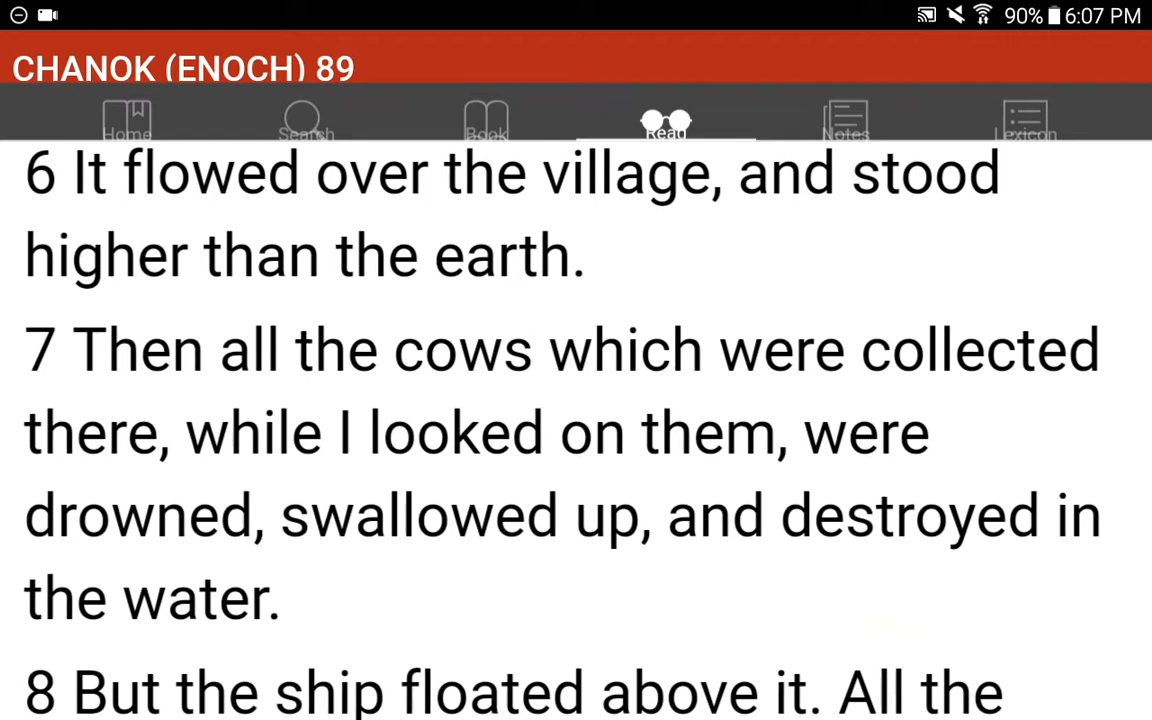 90% 6:07 PM
CHANOK (ENOCH) 89
Home Search Book Read Notes Lexicon
6 It flowed over the village, and stood
higher than the earth.
7 Then all the cows which were collected
there, while I looked on them, were
drowned, swallowed up, and destroyed in
the water.
8 But the ship floated above it. All the